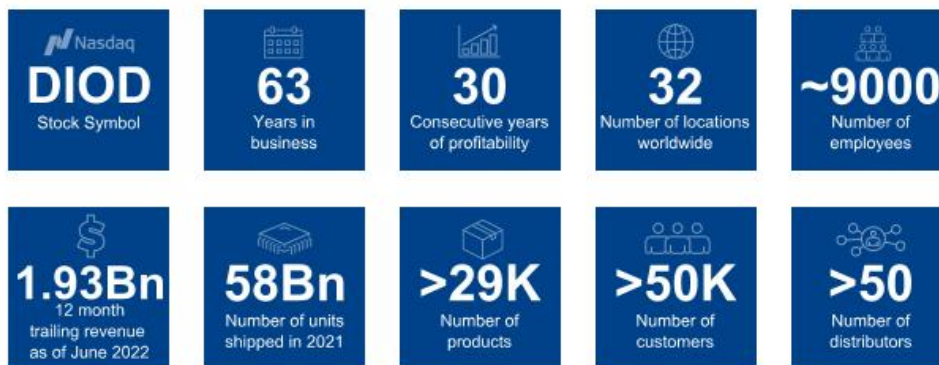 Nasdaq
DIOD
Stock Symbol
63
Years in
business
30
Consecutive years
of profitability
32
Number of locations
worldwide
~9000
Number of
employees
1.93Bn
12 month
trailing revenue
as of June 2022
58Bn
Number of units
shipped in 2021
>29K
Number of
products
>50K
Number of
customers
>50
Number of
distributors